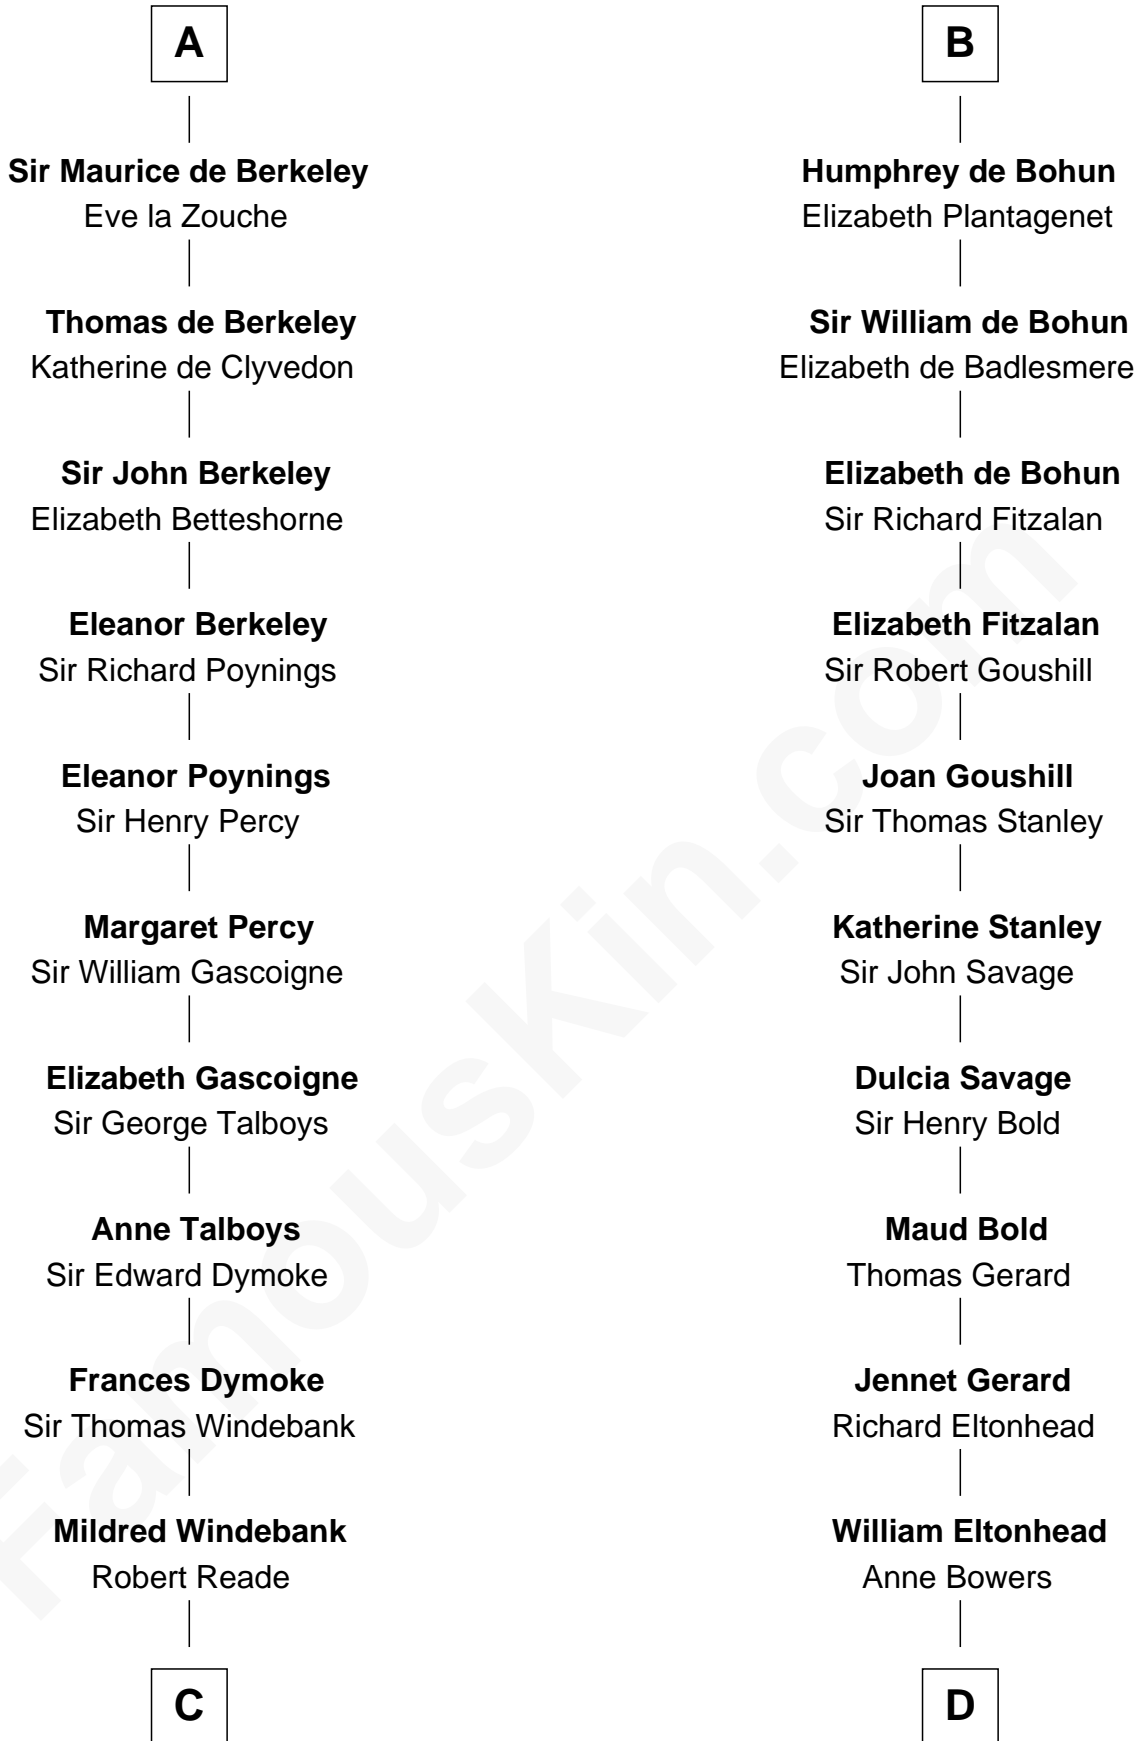 A
Sir Maurice de Berkeley
Eve la Zouche
Thomas de Berkeley
Katherine de Clyvedon
Sir John Berkeley
Elizabeth Betteshorne
Eleanor Berkeley
Sir Richard Poynings
Eleanor Poynings
Sir Henry Percy
Margaret Percy
Sir William Gascoigne
Elizabeth Gascoigne
Sir George Talboys
Anne Talboys
Sir Edward Dymoke
Frances Dymoke
Sir Thomas Windebank
Mildred Windebank
Robert Reade
C
B
Humphrey de Bohun
Elizabeth Plantagenet
Sir William de Bohun
Elizabeth de Badlesmere
Elizabeth de Bohun
Sir Richard Fitzalan
Elizabeth Fitzalan
Sir Robert Goushill
Joan Goushill
Sir Thomas Stanley
Katherine Stanley
Sir John Savage
Dulcia Savage
Sir Henry Bold
Maud Bold
Thomas Gerard
Jennet Gerard
Richard Eltonhead
William Eltonhead
Anne Bowers
D
FamousKin.com